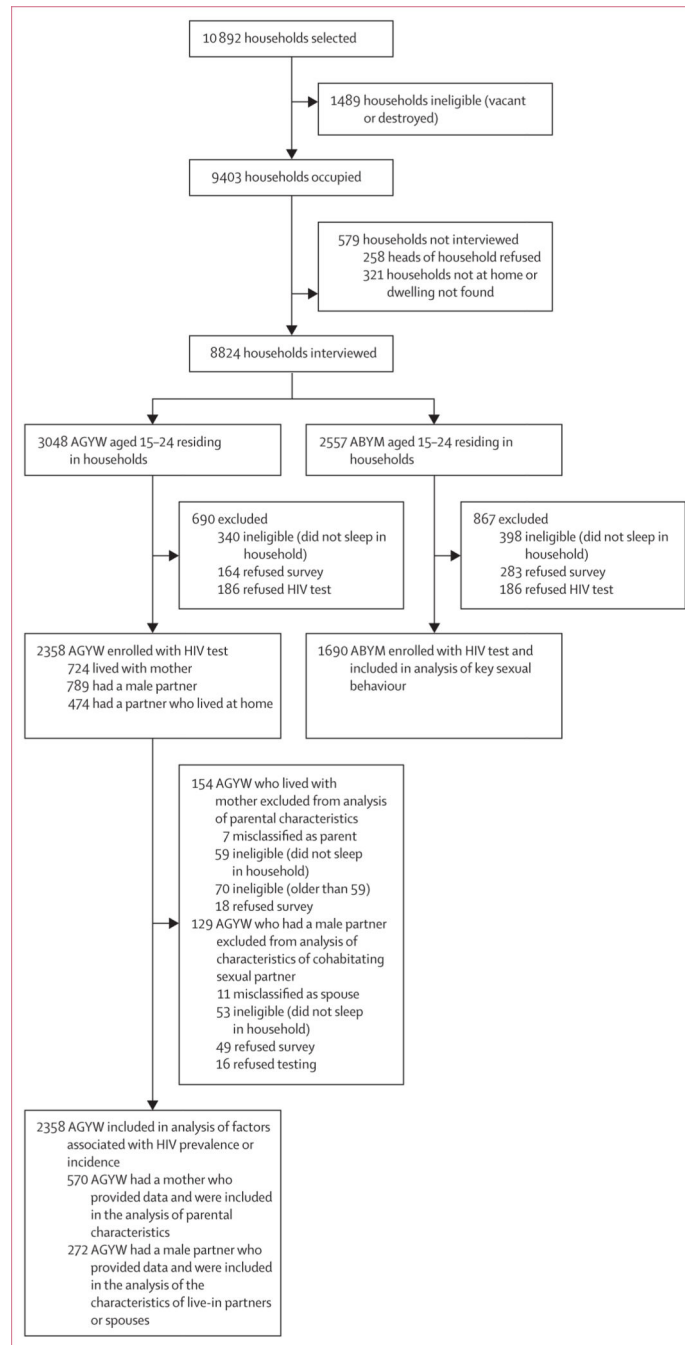 10 892 households selected
1489 households ineligible (vacant
or destroyed)
9403 households occupied
579 households not interviewed
258 heads of household refused
321 households not at home or
dwelling not found
8824 households interviewed
3048 AGYW aged 15–24 residing
in households
2557 ABYM aged 15–24 residing in
households
690 excluded
340 ineligible (did not sleep in
household)
164 refused survey
186 refused HIV test
867 excluded
398 ineligible (did not sleep in
household)
283 refused survey
186 refused HIV test
2358 AGYW enrolled with HIV test
724 lived with mother
789 had a male partner
474 had a partner who lived at home
1690 ABYM enrolled with HIV test and
included in analysis of key sexual
behaviour
154 AGYW who lived with
mother excluded from analysis
of parental characteristics
7 misclassified as parent
59 ineligible (did not sleep
in household)
70 ineligible (older than 59)
18 refused survey
129 AGYW who had a male partner
excluded from analysis of
characteristics of cohabitating
sexual partner
11 misclassified as spouse
53 ineligible (did not sleep
in household)
49 refused survey
16 refused testing
2358 AGYW included in analysis of factors
associated with HIV prevalence or
incidence
570 AGYW had a mother who
provided data and were included
in the analysis of parental
characteristics
272 AGYW had a male partner who
provided data and were included
in the analysis of the
characteristics of live-in partners
or spouses